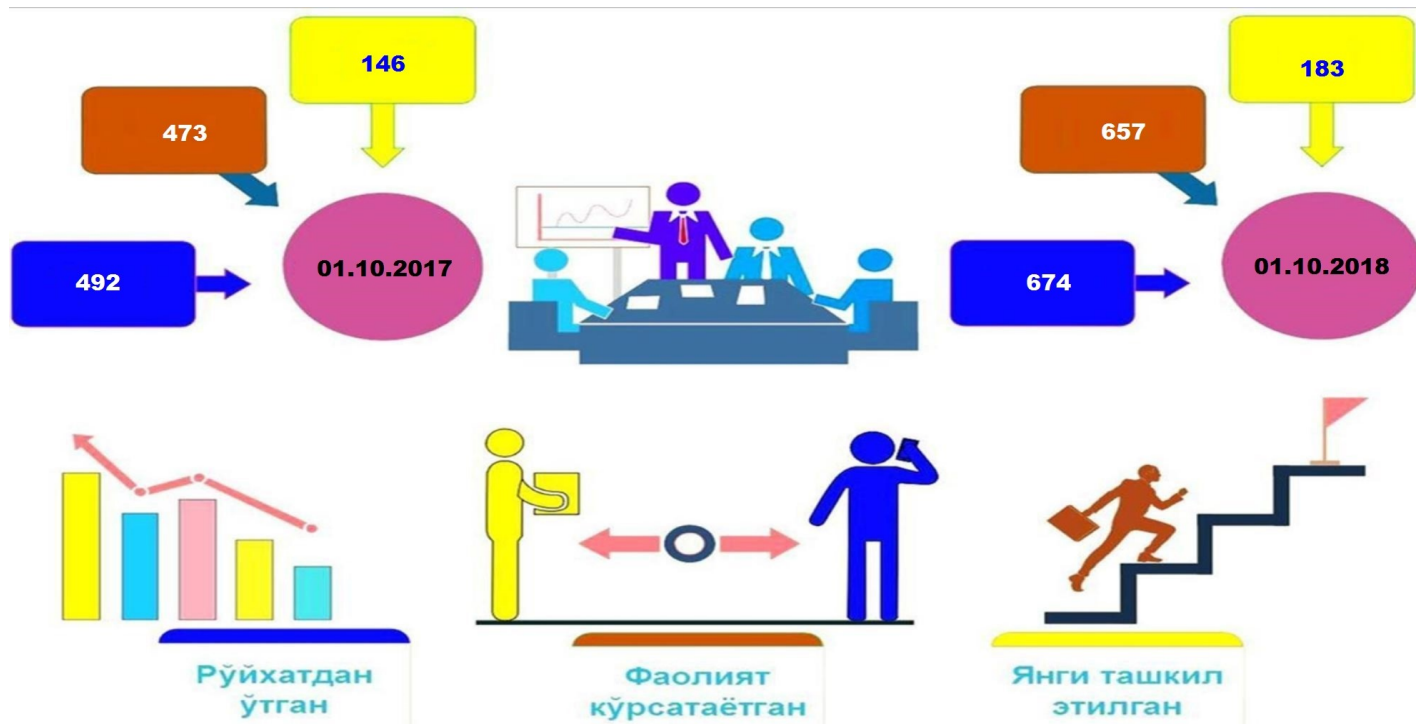 146
183
473
657
492
01.10.2017
674
01.10.2018
Рўйхатдан
ўтган
Фаолият
кўрсатаётган
Янги ташкил
этилган